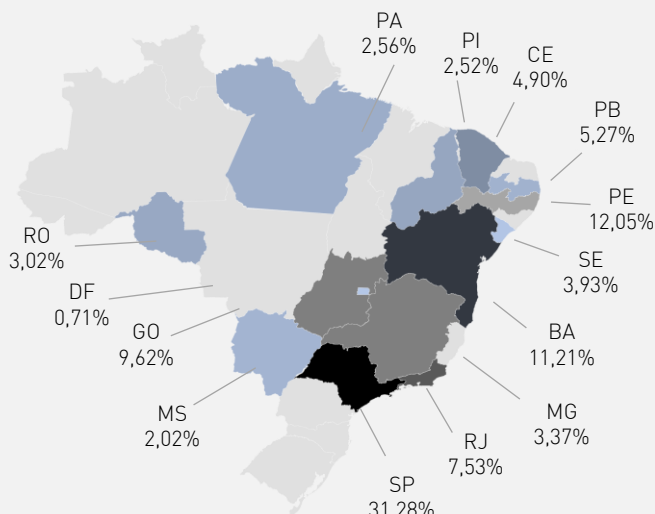 PA
2,56%
PI
2,52%
CE
4,90%
PB
5,27%
PE
12,05%
RO
3,02%
SE
3,93%
DF
0,71%
GO
9,62%
BA
11,21%
MS
2,02%
MG
3,37%
RJ
7,53%
SP
31,28%